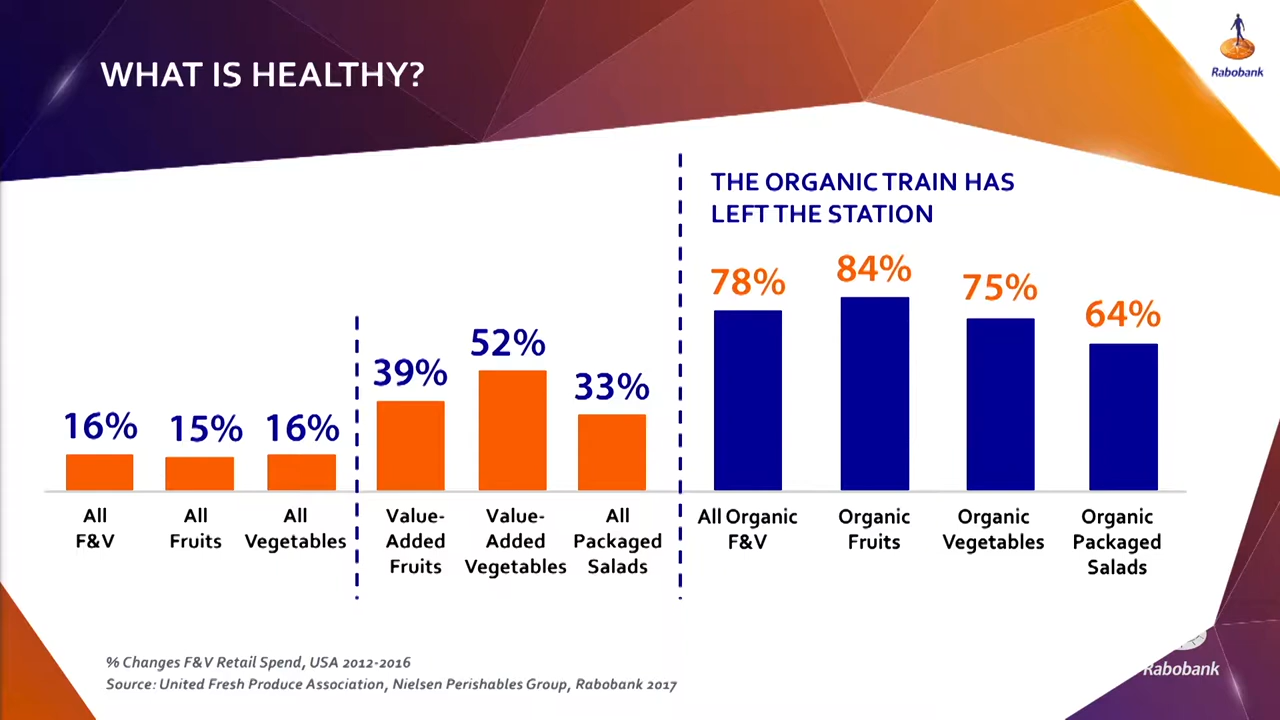 WHAT IS HEALTHY?
Rabobank
THE ORGANIC TRAIN HAS
LEFT THE STATION
16%
15%
16%
39%
52%
33%
78%
84%
75%
64%
All
F&V
All
Fruits
All
Vegetables
Value-
Added
Fruits
Value-
Added
Vegetables
All
Packaged
Salads
All Organic
F&V
Organic
Fruits
Organic
Vegetables
Organic
Packaged
Salads
% Changes F&V Retail Spend, USA 2012-2016
Source: United Fresh Produce Association, Nielsen Perishables Group, Rabobank 2017
Rabobank